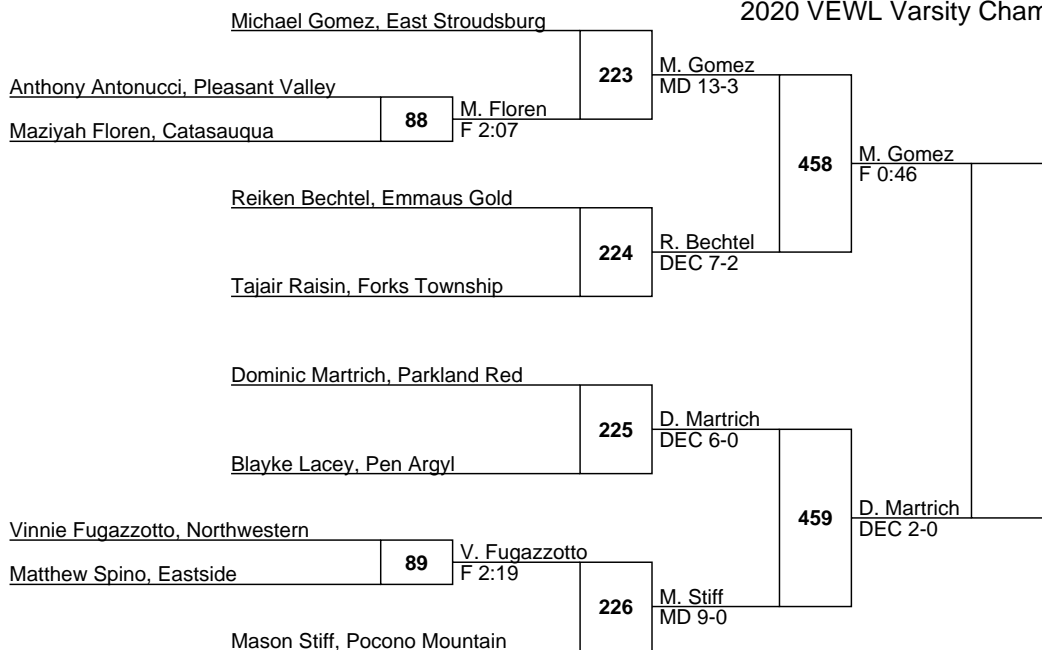 2020 VEWL Varsity Cham
Michael Gomez, East Stroudsburg
223
M. Gomez
MD 13-3
Anthony Antonucci, Pleasant Valley
88
M. Floren
F 2:07
Maziyah Floren, Catasauqua
458
M. Gomez
F 0:46
Reiken Bechtel, Emmaus Gold
224
R. Bechtel
DEC 7-2
Tajair Raisin, Forks Township
Dominic Martrich, Parkland Red
225
D. Martrich
DEC 6-0
Blayke Lacey, Pen Argyl
459
D. Martrich
DEC 2-0
Vinnie Fugazzotto, Northwestern
89
V. Fugazzotto
F 2:19
Matthew Spino, Eastside
226
M. Stiff
MD 9-0
Mason Stiff, Pocono Mountain